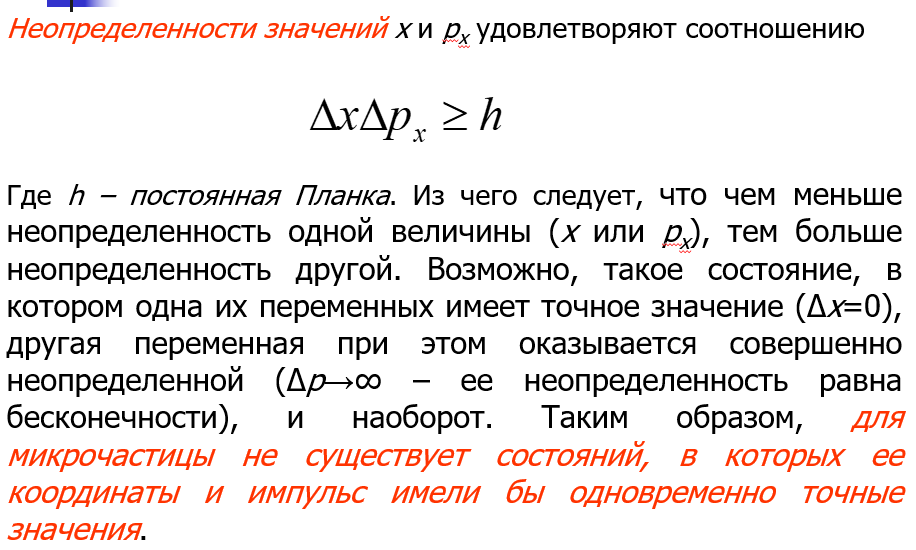 Неопределенности значений x и pₓ удовлетворяют соотношению
ΔxΔpₓ ≥ h
Где h – постоянная Планка. Из чего следует, что чем меньше
неопределенность одной величины (x или pₓ), тем больше
неопределенность другой. Возможно, такое состояние, в
котором одна их переменных имеет точное значение (Δx=0),
другая переменная при этом оказывается совершенно
неопределенной (Δp→∞ – ее неопределенность равна
бесконечности), и наоборот. Таким образом, для
микрочастицы не существует состояний, в которых ее
координаты и импульс имели бы одновременно точные
значения.